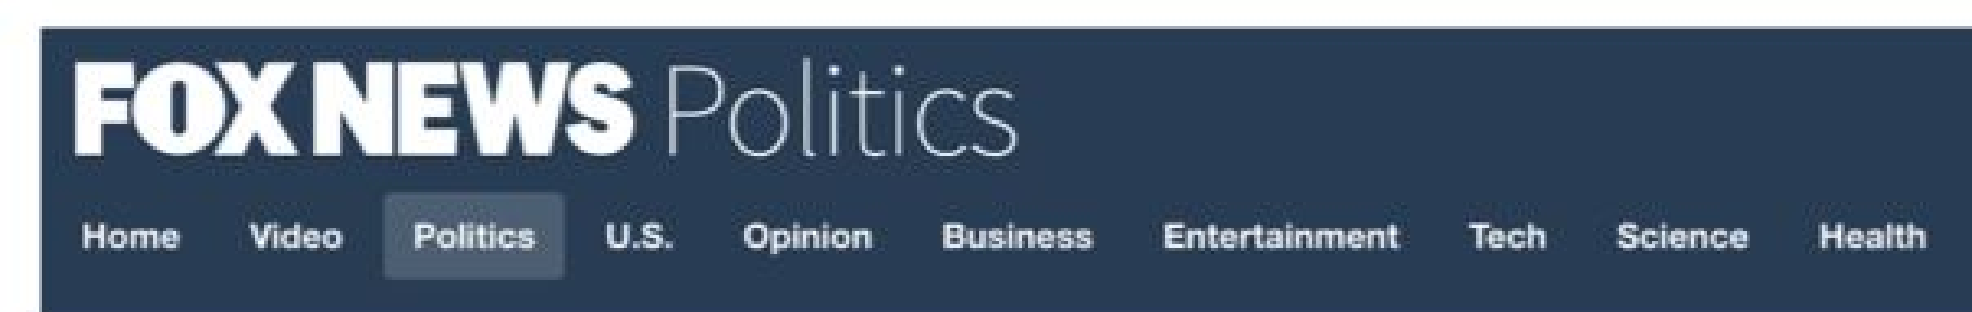 FOX NEWS Politics
Home Video Politics U.S. Opinion Business Entertainment Tech Science Health